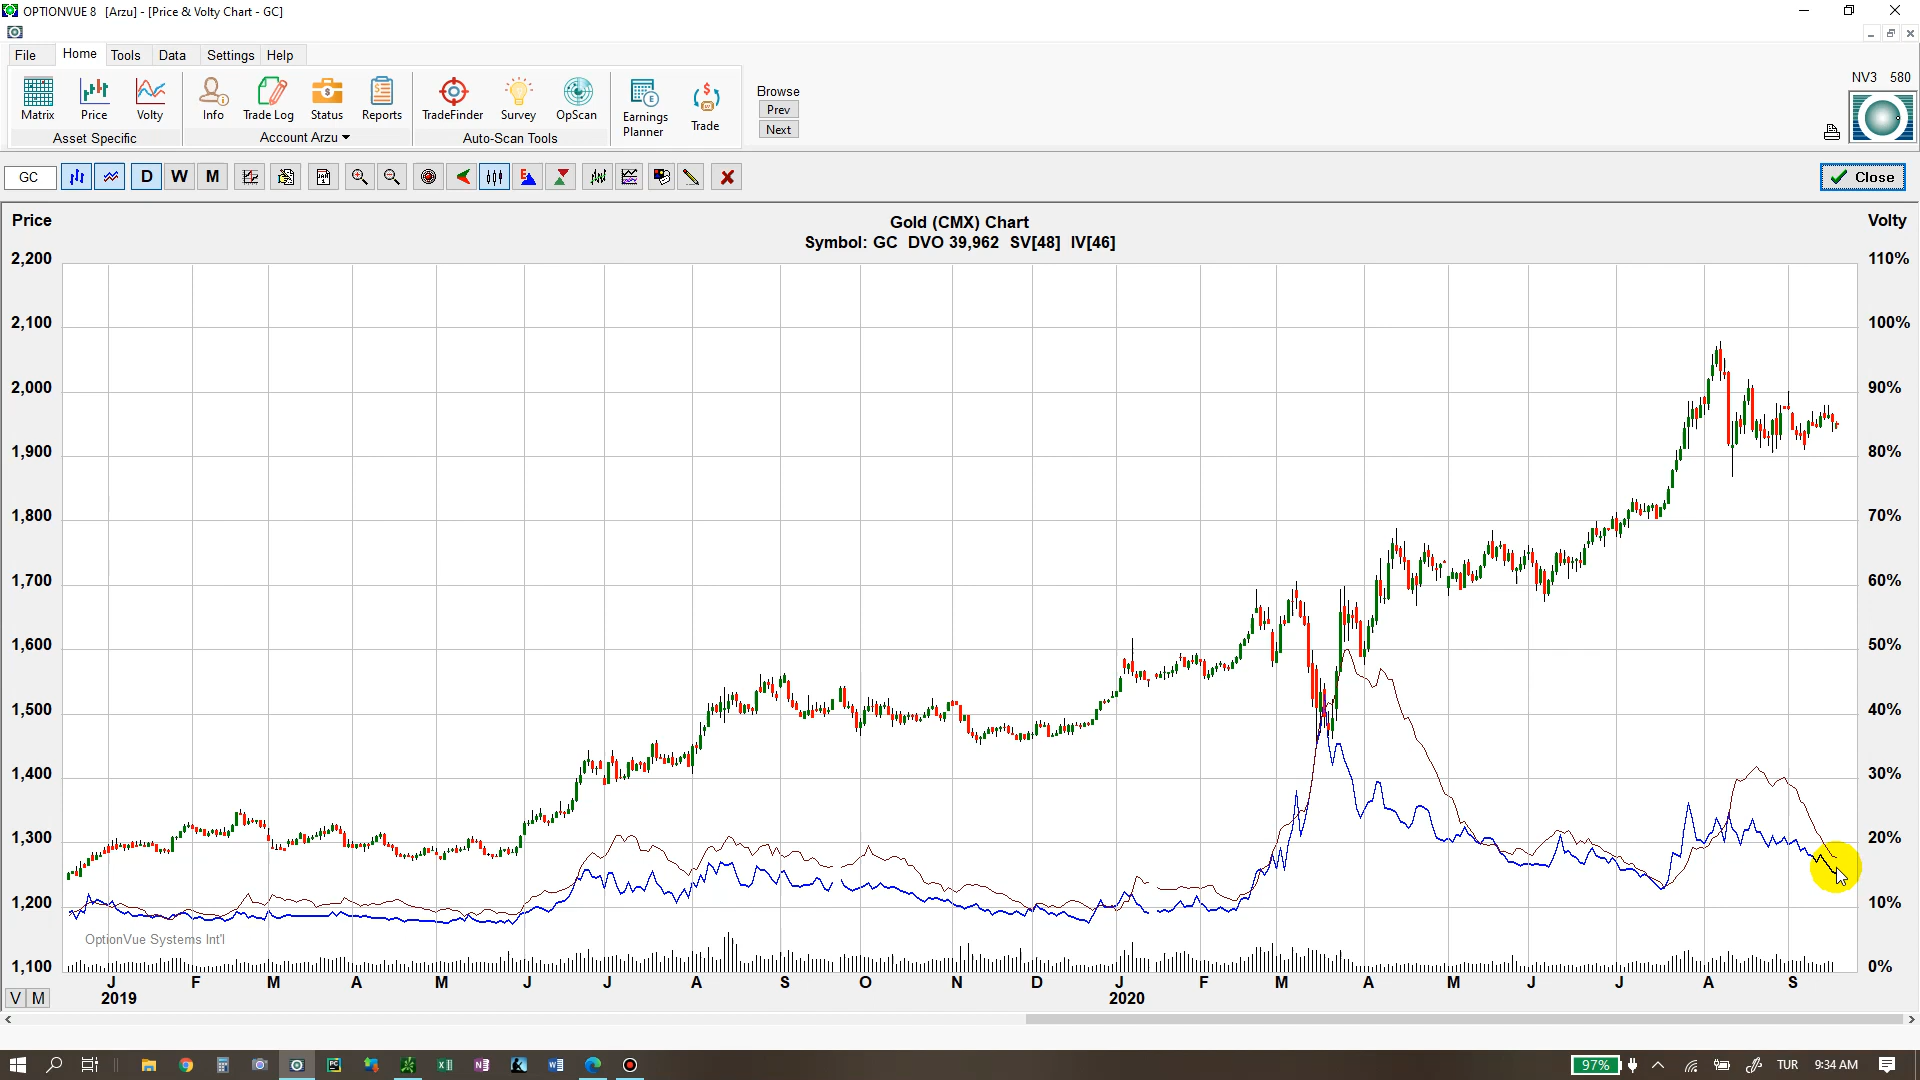 OPTIONVUE 8 [Arzu] - [Price & Volty Chart - GC]
File Home Tools Data Settings Help
Matrix Price Volty Info Trade Log Status Reports TradeFinder Survey OpScan Earnings Planner Trade
Asset Specific Account Arzu Auto-Scan Tools
Browse
Prev
Next
NV3 580
GC D W M Close
Price Gold (CMX) Chart Volty
Symbol: GC DVO 39,962 SV[48] IV[46]
2,200 110%
2,100 100%
2,000 90%
1,900 80%
1,800 70%
1,700 60%
1,600 50%
1,500 40%
1,400 30%
1,300 20%
1,200 10%
OptionVue Systems Int'l
1,100 0%
J F M A M J J A S O N D J F M A M J J A S
V M 2019 2020
97% TUR 9:34 AM